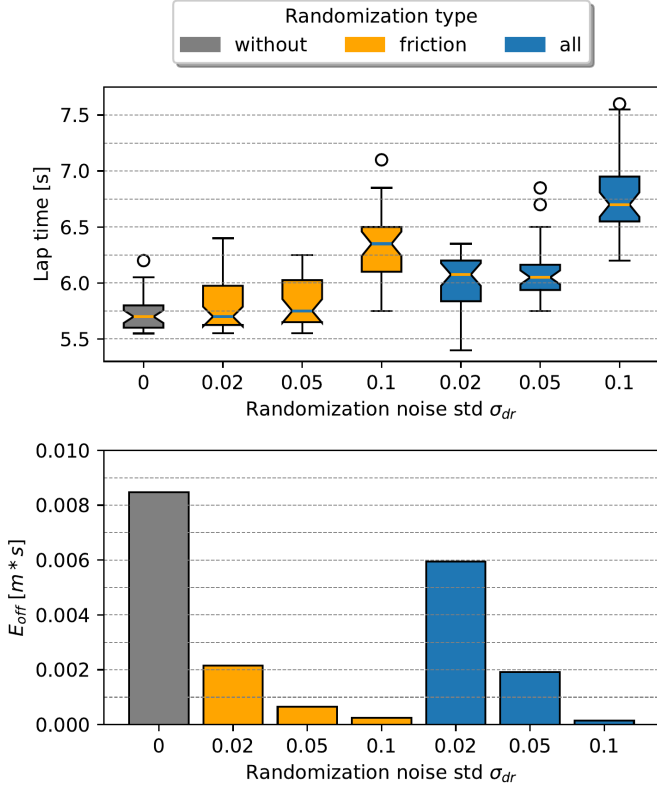 Randomization type
without friction all
7.5
7.0
6.5
6.0
5.5
Lap time [s]
0 0.02 0.05 0.1 0.02 0.05 0.1
Randomization noise std σ_dr
0.010
0.008
0.006
0.004
0.002
0.000
E_off [m * s]
0 0.02 0.05 0.1 0.02 0.05 0.1
Randomization noise std σ_dr